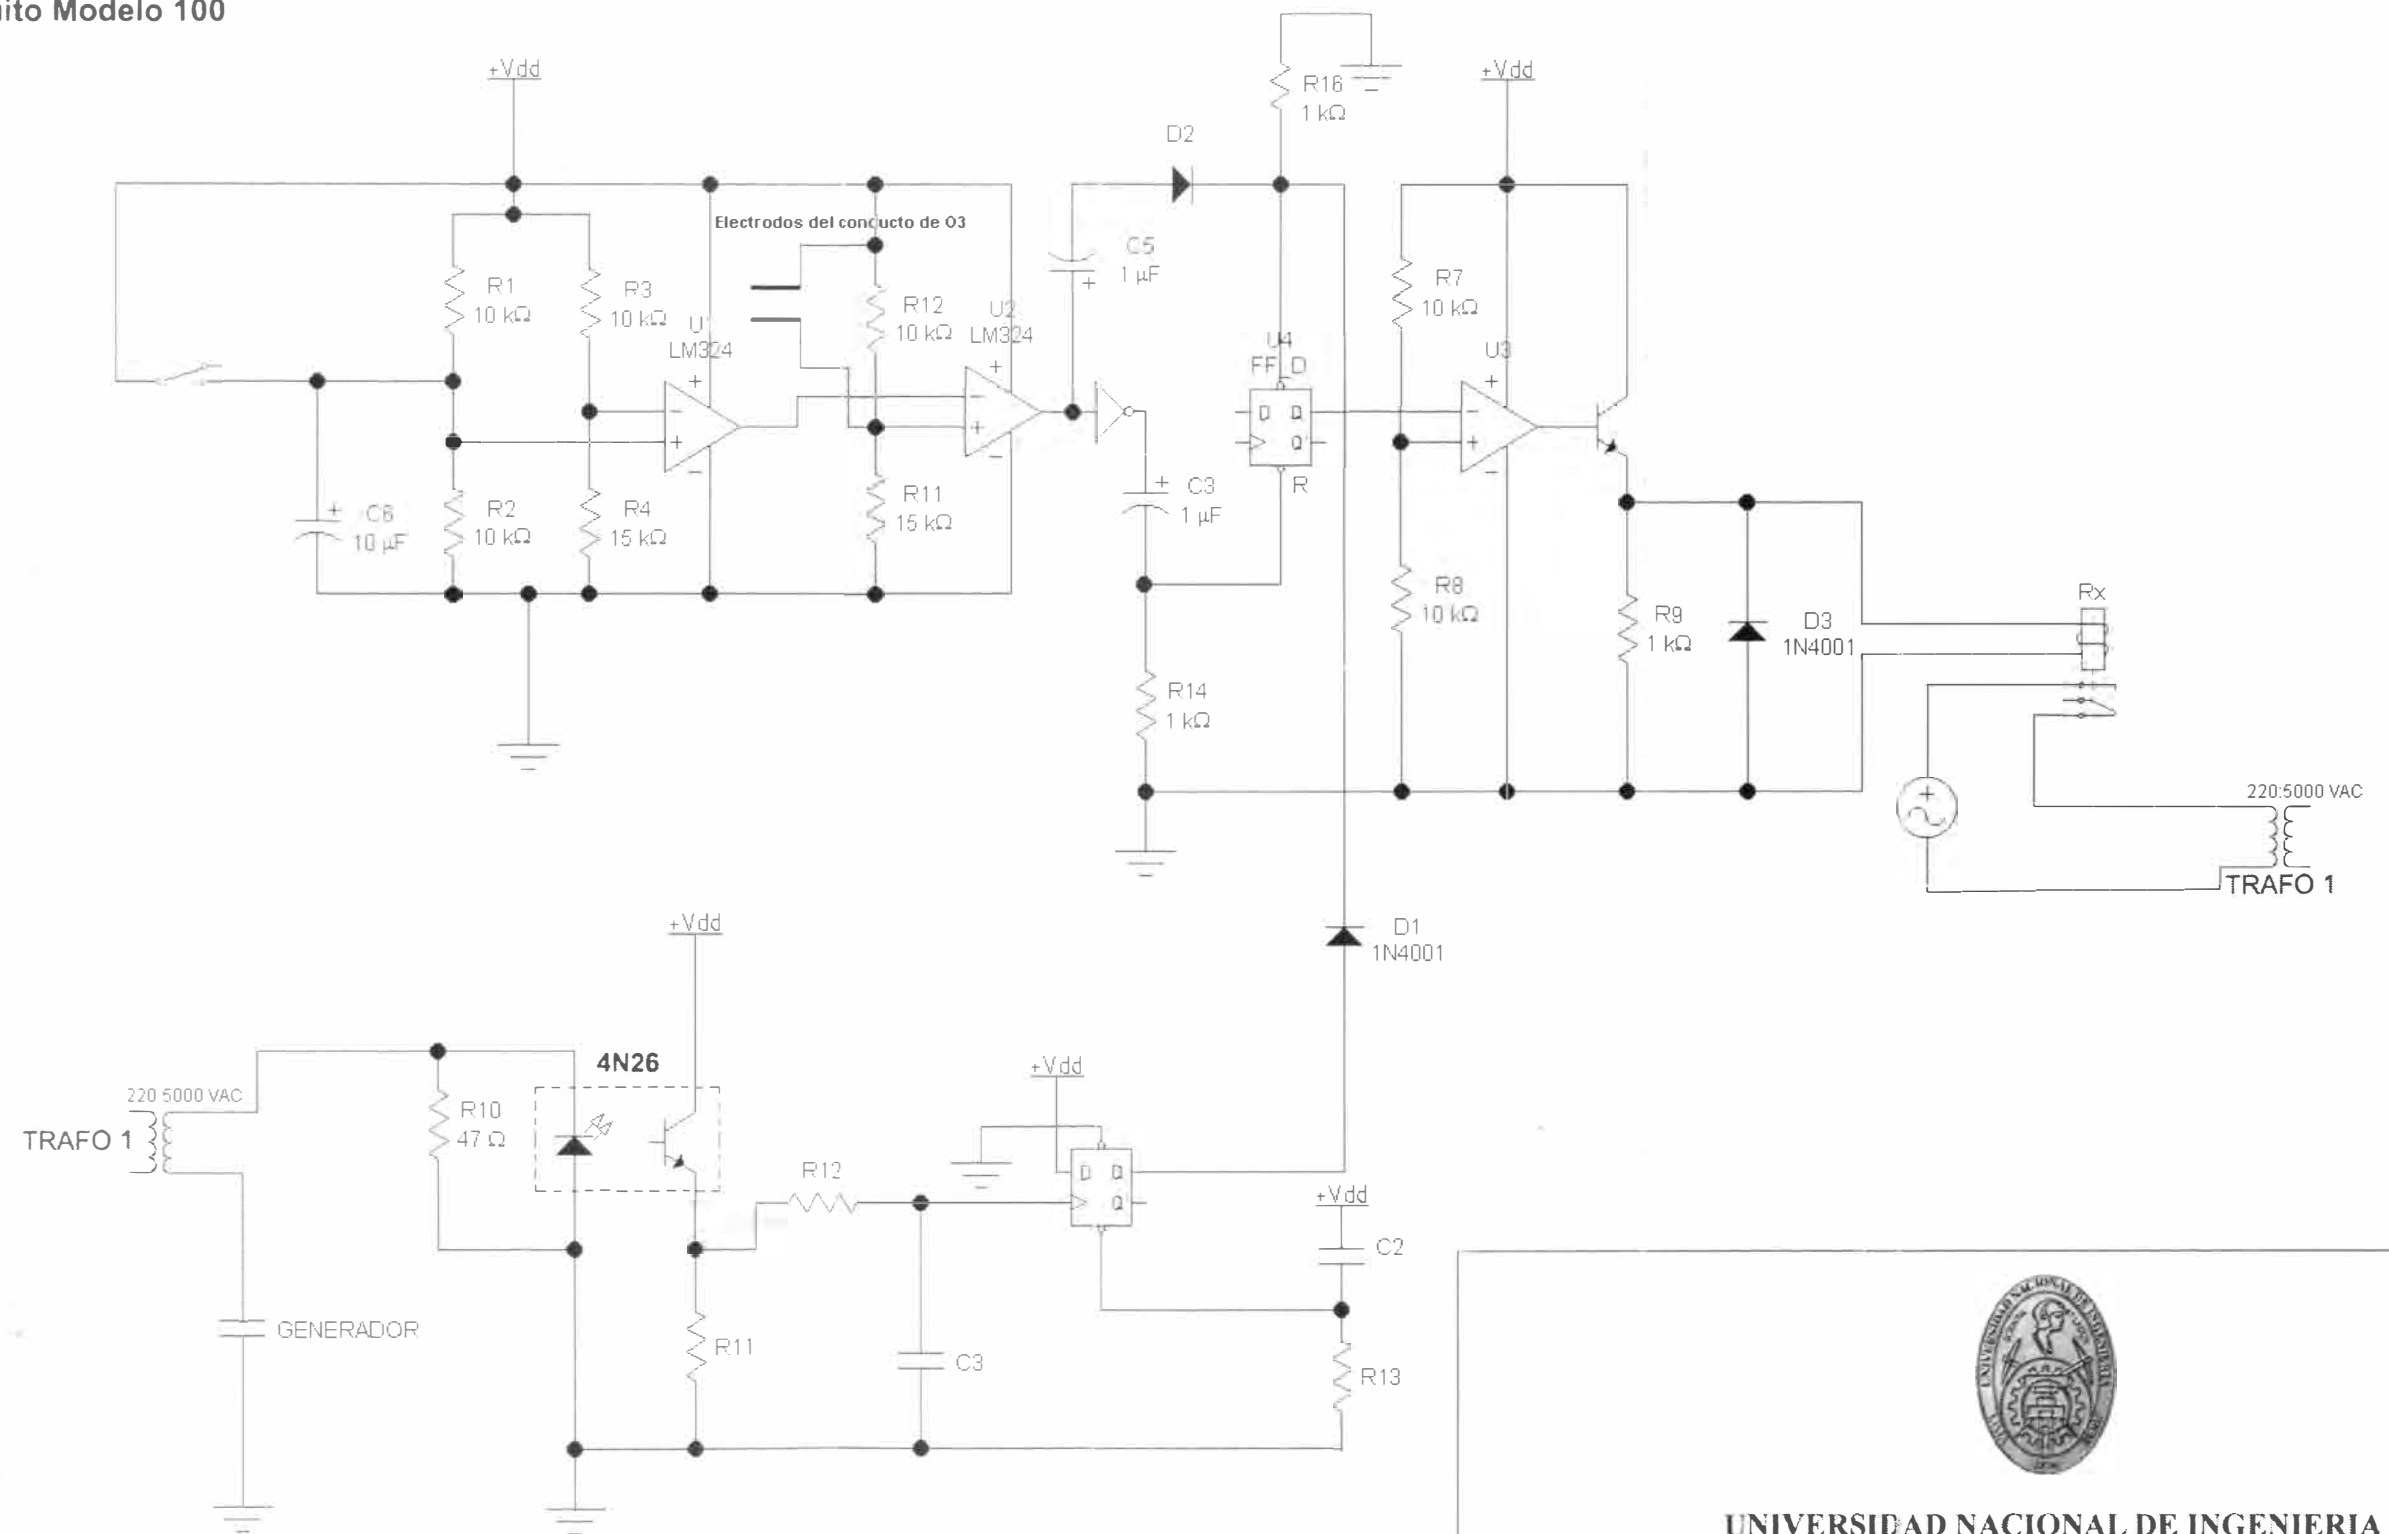 ito Modelo 100
+Vdd
R16
1 kΩ
+Vdd
D2
Electrodos del conducto de O3
C5
1 µF
R1
10 kΩ
R3
10 kΩ
R12
10 kΩ
U2
LM324
R7
10 kΩ
LM324
U4
FF_D
U3
+
+
+
D Q
Q'
-
+
-
+
-
+
-
-
-
R
+
C3
1 µF
+
C6
10 µF
R2
10 kΩ
R4
15 kΩ
R11
15 kΩ
R8
10 kΩ
R9
1 kΩ
D3
1N4001
Rx
R14
1 kΩ
220:5000 VAC
TRAFO 1
+Vdd
D1
1N4001
4N26
+Vdd
220 5000 VAC
TRAFO 1
R10
47 Ω
R12
D Q
Q'
+Vdd
C2
GENERADOR
R11
C3
R13
UNIVERSIDAD NACIONAL DE INGENIERIA